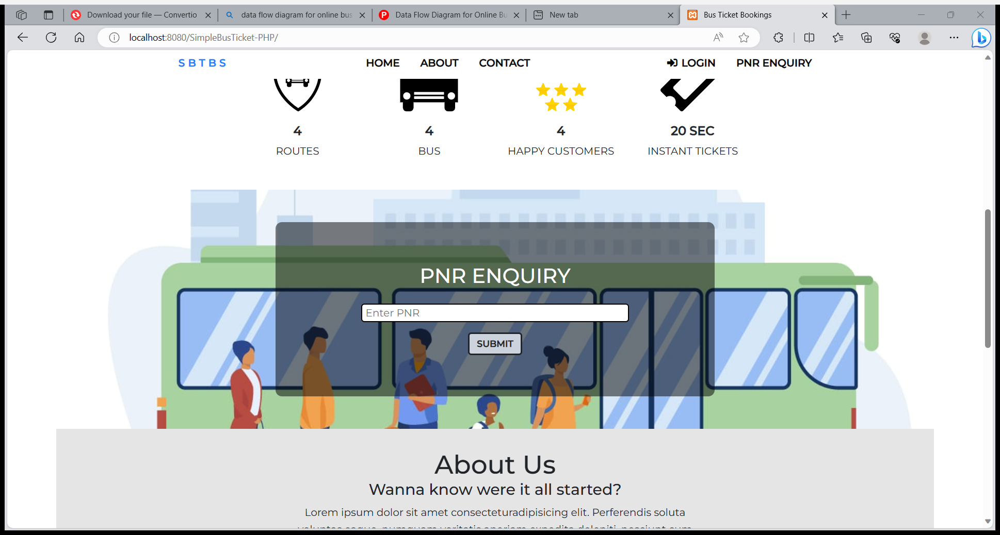 Download your file — Convertio
data flow diagram for online bus
Data Flow Diagram for Online Bu
New tab
Bus Ticket Bookings
localhost:8080/SimpleBusTicket-PHP/
SBTBS
HOME ABOUT CONTACT
LOGIN PNR ENQUIRY
4
ROUTES
4
BUS
4
HAPPY CUSTOMERS
20 SEC
INSTANT TICKETS
PNR ENQUIRY
Enter PNR
SUBMIT
About Us
Wanna know were it all started?
Lorem ipsum dolor sit amet consecteturadipisicing elit. Perferendis soluta